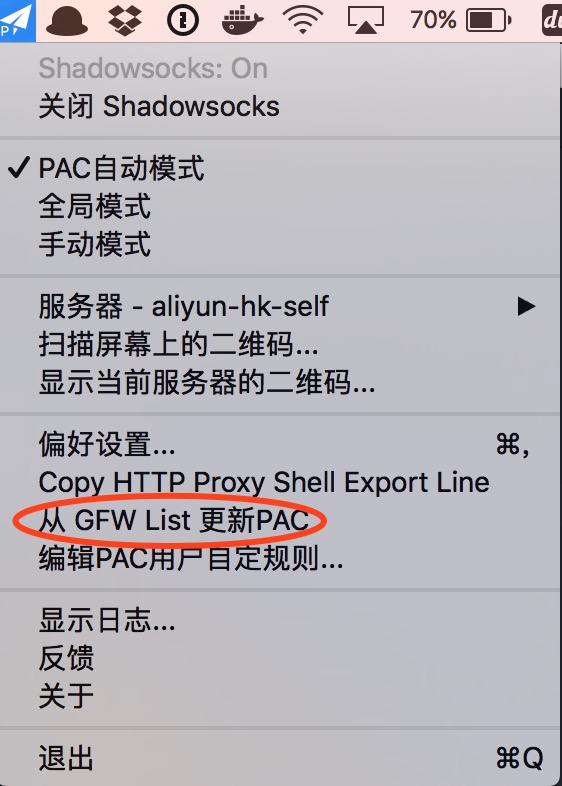 P
70%
Shadowsocks: On
关闭 Shadowsocks
PAC自动模式
全局模式
手动模式
服务器 - aliyun-hk-self
扫描屏幕上的二维码...
显示当前服务器的二维码...
偏好设置... ⌘,
Copy HTTP Proxy Shell Export Line
从 GFW List 更新PAC
编辑PAC用户自定规则...
显示日志...
反馈
关于
退出 ⌘Q